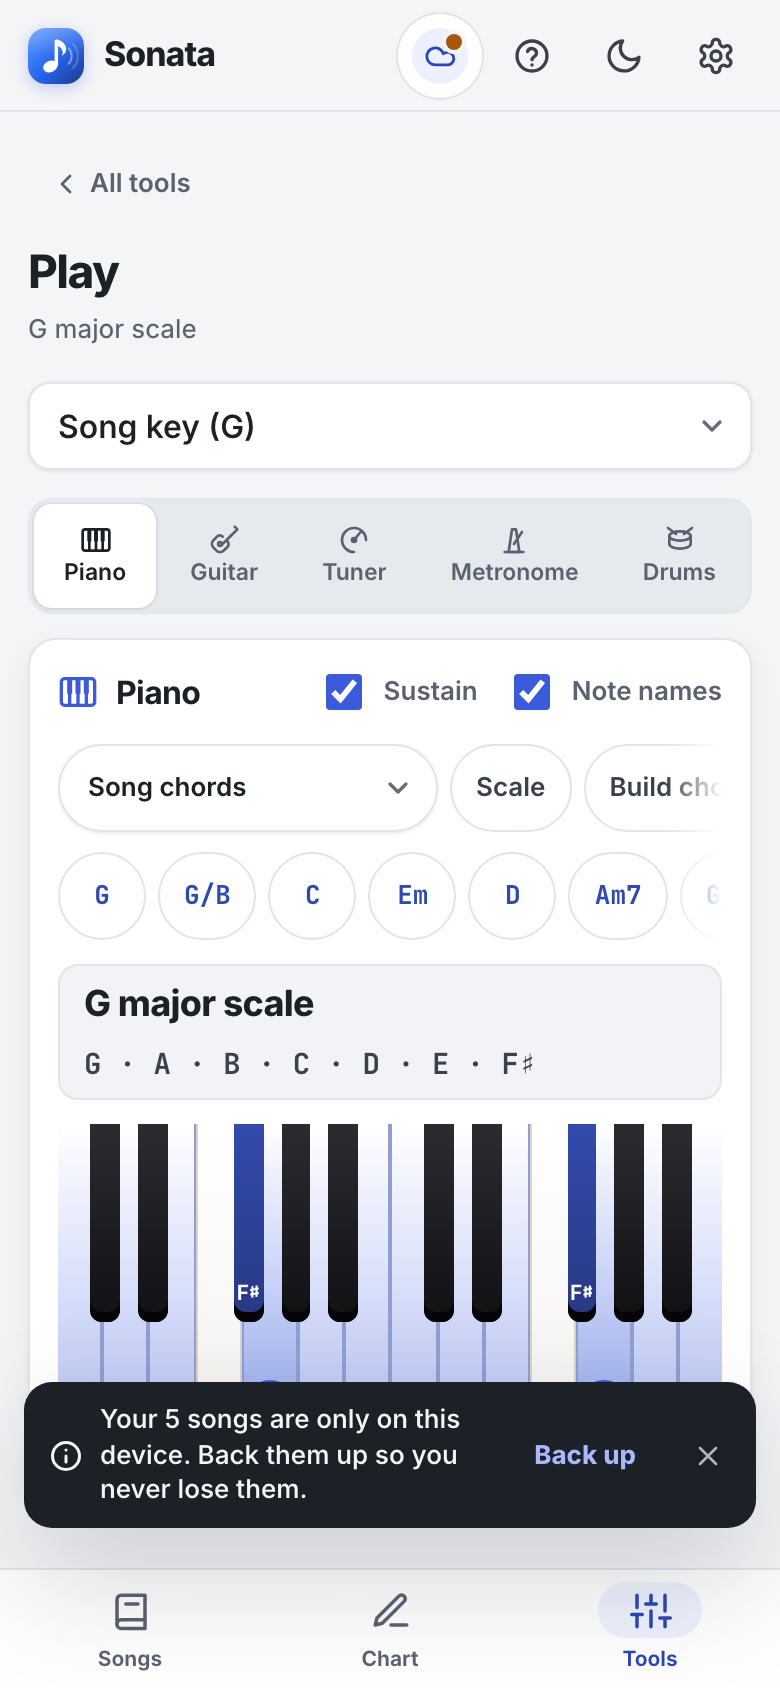 Sonata
All tools
Play
G major scale
Song key (G)
Piano
Guitar
Tuner
Metronome
Drums
Piano
Sustain
Note names
Song chords
Scale
Build cho
G
G/B
C
Em
D
Am7
G
G major scale
G · A · B · C · D · E · F♯
F♯
F♯
Your 5 songs are only on this
device. Back them up so you
never lose them.
Back up
Songs
Chart
Tools